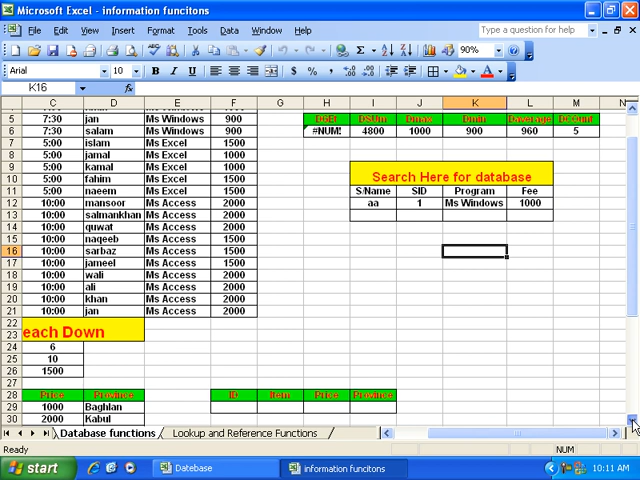 Microsoft Excel - information funcitons
File Edit View Insert Format Tools Data Window Help
Type a question for help
90%
Arial 10 B I U
K16 fx
C D E F G H I J K L M N
5 7:30 jan Ms Windows 900 DGEt DSUm Dmax Dmin Daverage DCount
6 7:30 salam Ms Windows 900 #NUM! 4800 1000 900 960 5
7 5:00 islam Ms Excel 1500
8 5:00 jamal Ms Excel 1000
9 5:00 kamal Ms Excel 1000 Search Here for database
10 5:00 fahim Ms Excel 1500
11 5:00 naeem Ms Excel 1500 S/Name SID Program Fee
12 10:00 mansoor Ms Access 2000 aa 1 Ms Windows 1000
13 10:00 salmankhan Ms Access 2000
14 10:00 quwat Ms Access 2000
15 10:00 naqeeb Ms Access 1500
16 10:00 sarbaz Ms Access 1500
17 10:00 jameel Ms Access 1500
18 10:00 wali Ms Access 2000
19 10:00 ali Ms Access 2000
20 10:00 khan Ms Access 2000
21 10:00 jan Ms Access 2000
22
23 each Down
24 6
25 10
26 1500
27
28 Price Province ID Item Price Province
29 1000 Baghlan
30 2000 Kabul
Database functions Lookup and Reference Functions
Ready NUM
start Datebase information funcitons 10:11 AM